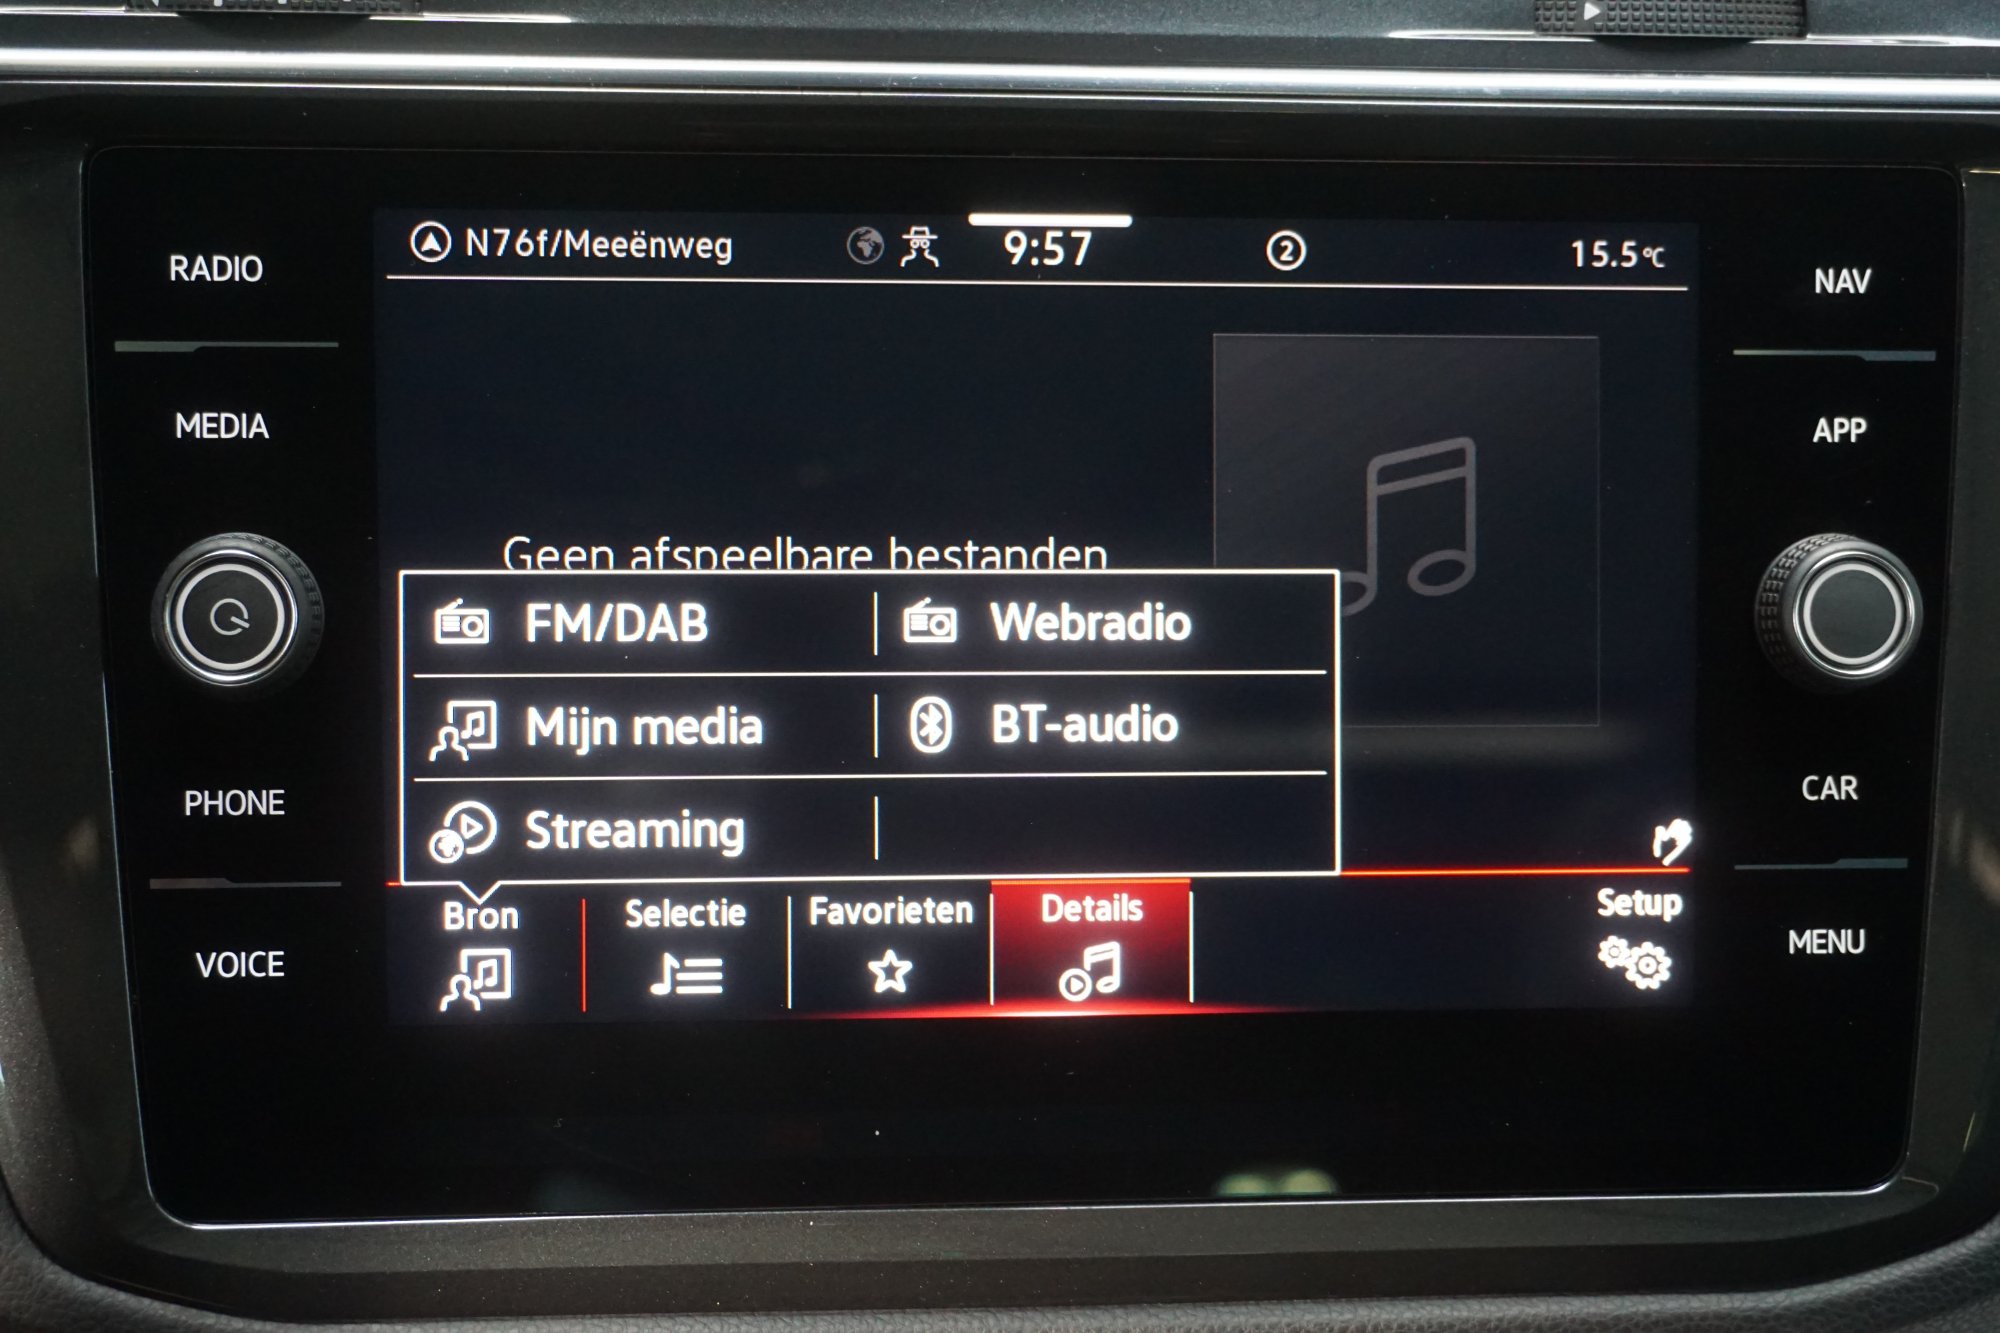 RADIO
MEDIA
PHONE
VOICE
N76f/Meeënweg
9:57
2
15.5°C
Geen afspeelbare bestanden
FM/DAB
Webradio
Mijn media
BT-audio
Streaming
Bron
Selectie
Favorieten
Details
Setup
NAV
APP
CAR
MENU